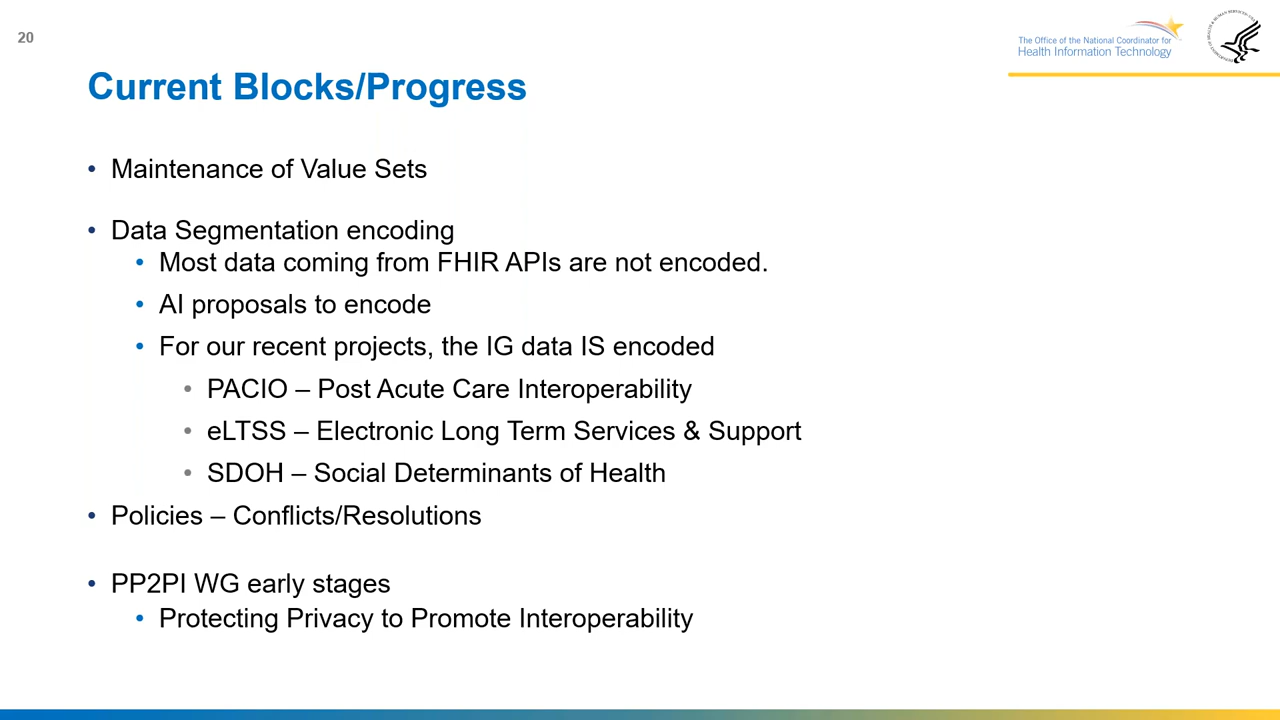 20
The Office of the National Coordinator for
Health Information Technology
Current Blocks/Progress
• Maintenance of Value Sets
• Data Segmentation encoding
• Most data coming from FHIR APIs are not encoded.
• AI proposals to encode
• For our recent projects, the IG data IS encoded
• PACIO – Post Acute Care Interoperability
• eLTSS – Electronic Long Term Services & Support
• SDOH – Social Determinants of Health
• Policies – Conflicts/Resolutions
• PP2PI WG early stages
• Protecting Privacy to Promote Interoperability